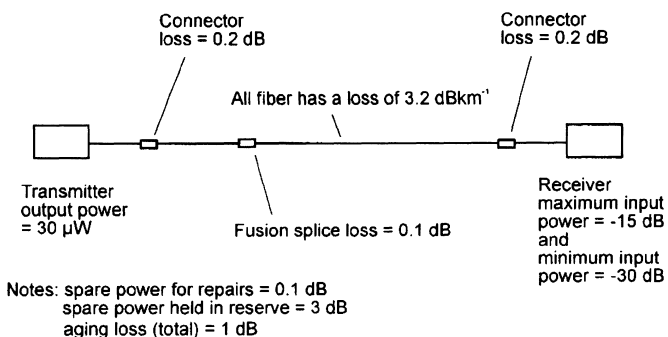 Connector
loss = 0.2 dB
Connector
loss = 0.2 dB
All fiber has a loss of 3.2 dBkm⁻¹
Transmitter
output power
= 30 µW
Fusion splice loss = 0.1 dB
Receiver
maximum input
power = -15 dB
and
minimum input
power = -30 dB
Notes: spare power for repairs = 0.1 dB
spare power held in reserve = 3 dB
aging loss (total) = 1 dB